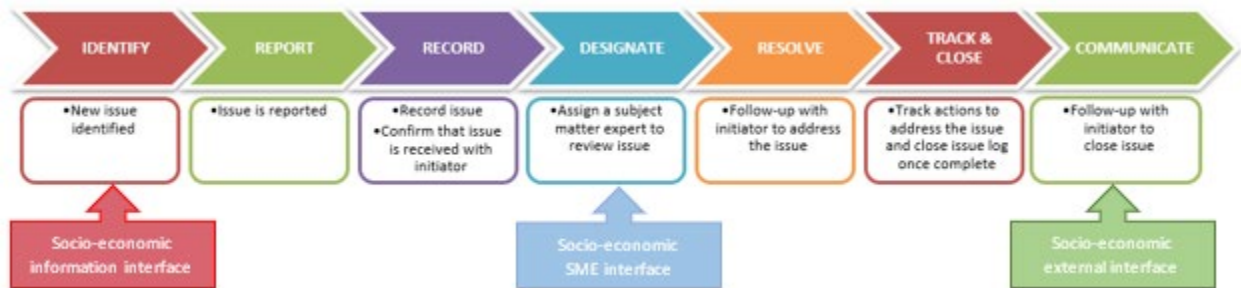 IDENTIFY
REPORT
RECORD
DESIGNATE
RESOLVE
TRACK &
CLOSE
COMMUNICATE
•New issue
identified
•Issue is reported
•Record issue
•Confirm that issue
is received with
initiator
•Assign a subject
matter expert to
review issue
•Follow-up with
initiator to address
the issue
•Track actions to
address the issue
and close issue log
once complete
•Follow-up with
initiator to
close issue
Socio-economic
information interface
Socio-economic
SME interface
Socio-economic
external interface